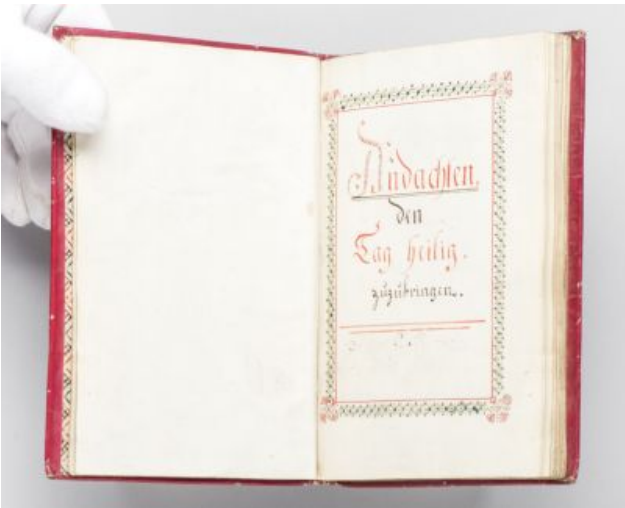 Andachten,
den
Tag heilig.
zuzubringen.